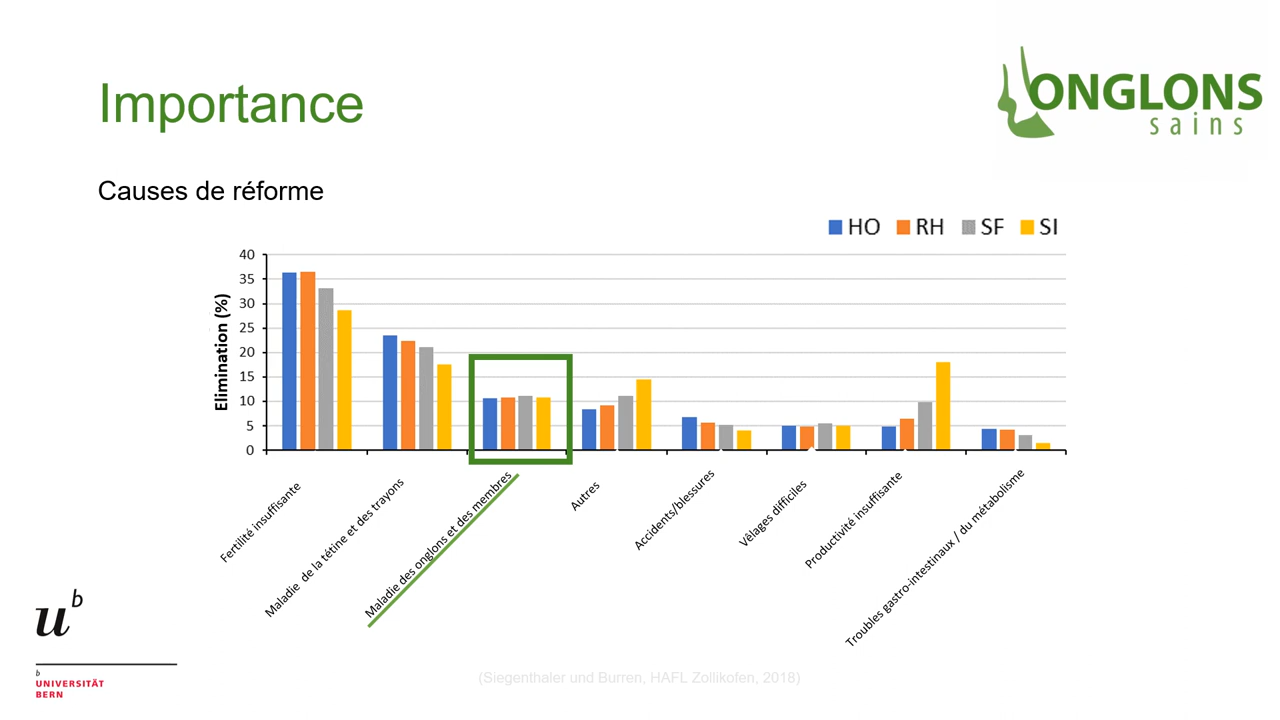 Importance
ONGLONS
sains
Causes de réforme
HO RH SF SI
Elimination (%)
40
35
30
25
20
15
10
5
0
Fertilité insuffisante
Maladie de la tétine et des trayons
Maladie des onglons et des membres
Autres
Accidents/blessures
Vêlages difficiles
Productivité insuffisante
Troubles gastro-intestinaux / du métabolisme
u b
b
UNIVERSITÄT
BERN
(Siegenthaler und Burren, HAFL Zollikofen, 2018)